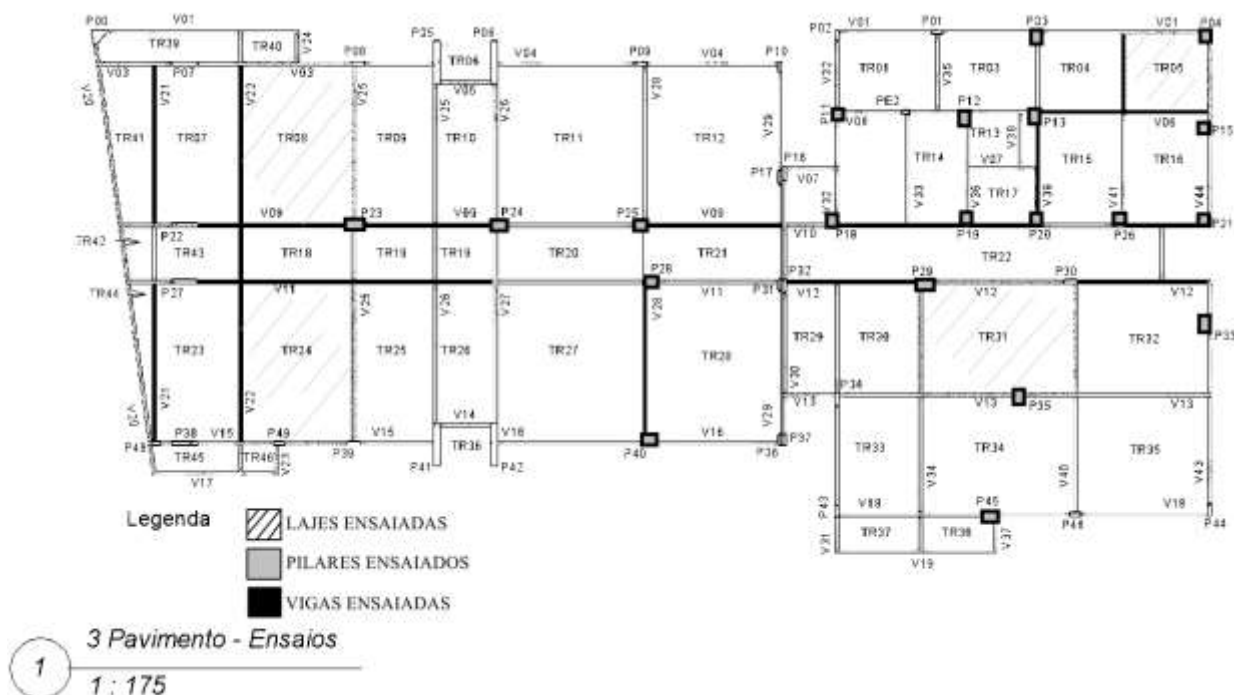 P00 V01
TR39 TR40 V24
P25 P06
TR06
V03 P07 V03 P08 V04 P09 V04 P10
V05
V20 V21 V22 V25 V25 V26 V28 V29
TR41 TR07 TR08 TR09 TR10 TR11 TR12
P02 V01 P01 P03 V01 P04
V32 TR01 V35 TR03 TR04 TR05
P11 PE2 P12 P13 V06 P15
V08 TR13 V38
TR14 V07 TR15 TR16
P16 P17 V07
V32 V33 V36 TR17 V39 V41 V44
V09 P23 V09 P24 P25 V09 V10 P18 P19 P20 P26 P21
TR42 P22
TR43 TR18 TR19 TR19 TR20 TR21 TR22
TR44 P27 V11 P28 V11 P32 P31 V12 P29 V12 P30 V12
V25 V26 V27 V28
P33
TR23 TR24 TR25 TR26 TR27 TR28 TR29 TR30 TR31 TR32
V21 V22 V30
V20 V29 V13 P34 V13 P35 V13
V14
P48 P38 V15 P49 V15 V16 V16 P37
P39 P40 P36
TR45 TR46 V23 TR36
V17 P41 P42
TR33 TR34 TR35
V34 V40 V43
P43 V18 P45 P46 V18 P44
V31 TR37 TR38 V37
V19
Legenda
LAJES ENSAIADAS
PILARES ENSAIADOS
VIGAS ENSAIADAS
1 3 Pavimento - Ensaios
1 : 175